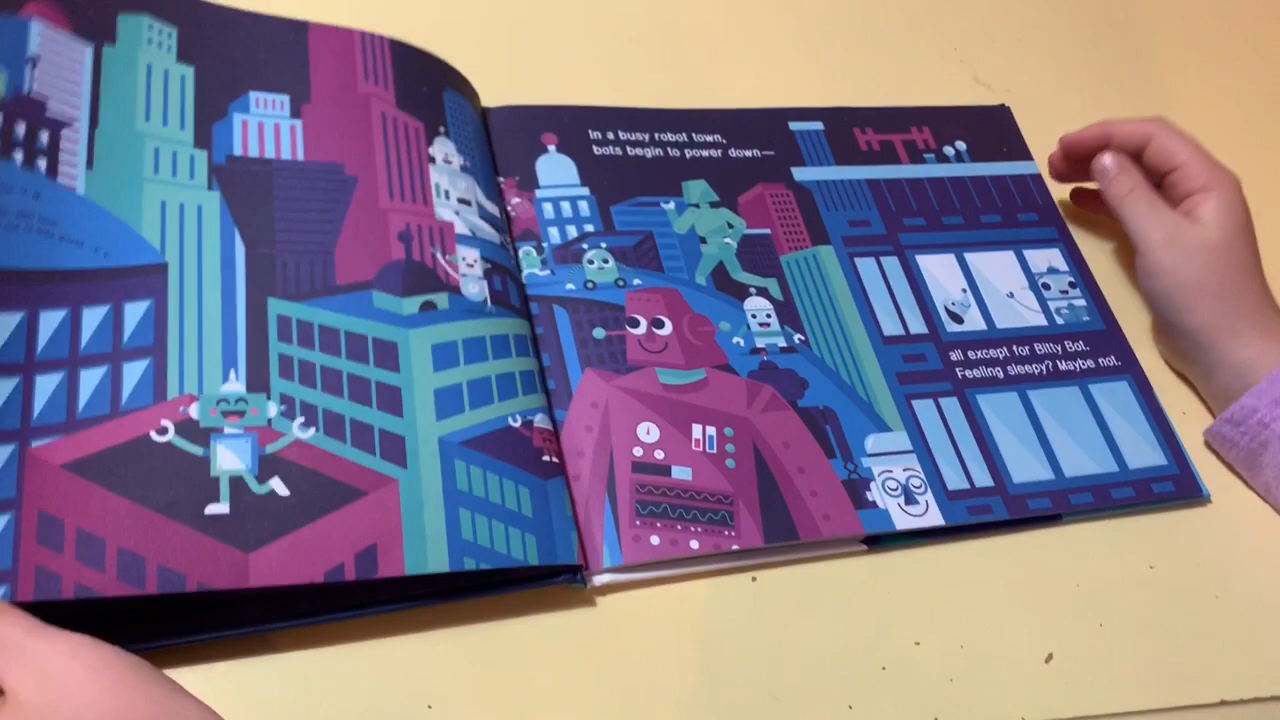 In a busy robot town,
bots begin to power down—
all except for Bitty Bot.
Feeling sleepy? Maybe not.